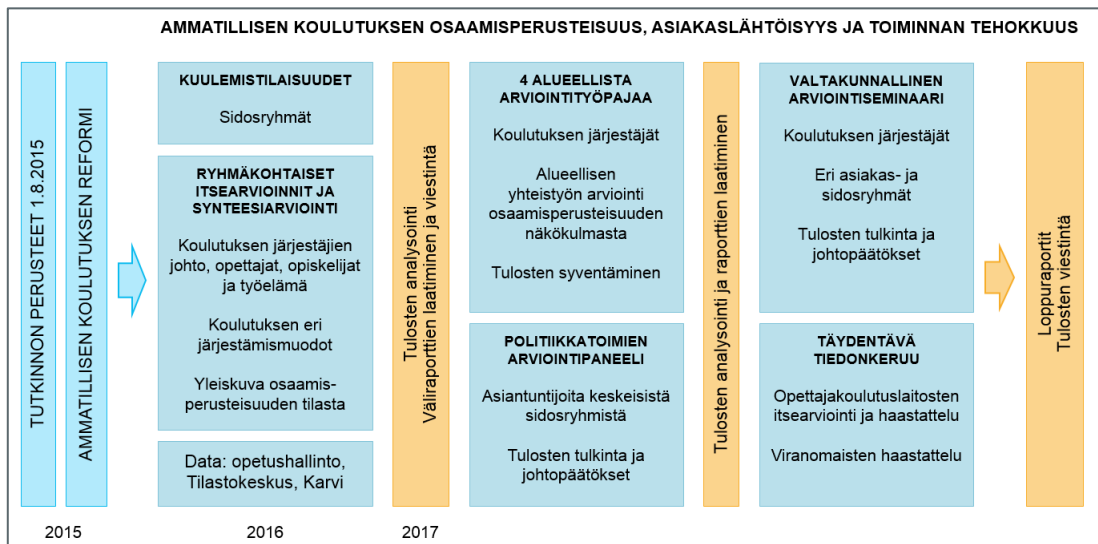 AMMATILLISEN KOULUTUKSEN OSAAMISPERUSTEISUUS, ASIAKASLÄHTÖISYYS JA TOIMINNAN TEHOKKUUS
TUTKINNON PERUSTEET 1.8.2015
AMMATILLISEN KOULUTUKSEN REFORMI
KUULEMISTILAISUUDET
Sidosryhmät
RYHMÄKOHTAISET
ITSEARVIOINNIT JA
SYNTEESIARVIOINTI
Koulutuksen järjestäjien
johto, opettajat, opiskelijat
ja työelämä
Koulutuksen eri
järjestämismuodot
Yleiskuva osaamis-
perusteisuuden tilasta
Data: opetushallinto,
Tilastokeskus, Karvi
Tulosten analysointi
Väliraporttien laatiminen ja viestintä
4 ALUEELLISTA
ARVIOINTITYÖPAJAA
Koulutuksen järjestäjät
Alueellisen
yhteistyön arviointi
osaamisperusteisuuden
näkökulmasta
Tulosten syventäminen
POLITIIKKATOIMIEN
ARVIOINTIPANEELI
Asiantuntijoita keskeisistä
sidosryhmistä
Tulosten tulkinta ja
johtopäätökset
Tulosten analysointi ja raporttien laatiminen
VALTAKUNNALLINEN
ARVIOINTISEMINAARI
Koulutuksen järjestäjät
Eri asiakas- ja
sidosryhmät
Tulosten tulkinta ja
johtopäätökset
TÄYDENTÄVÄ
TIEDONKERUU
Opettajakoulutuslaitosten
itsearviointi ja haastattelu
Viranomaisten haastattelu
Loppuraportit
Tulosten viestintä
2015
2016
2017